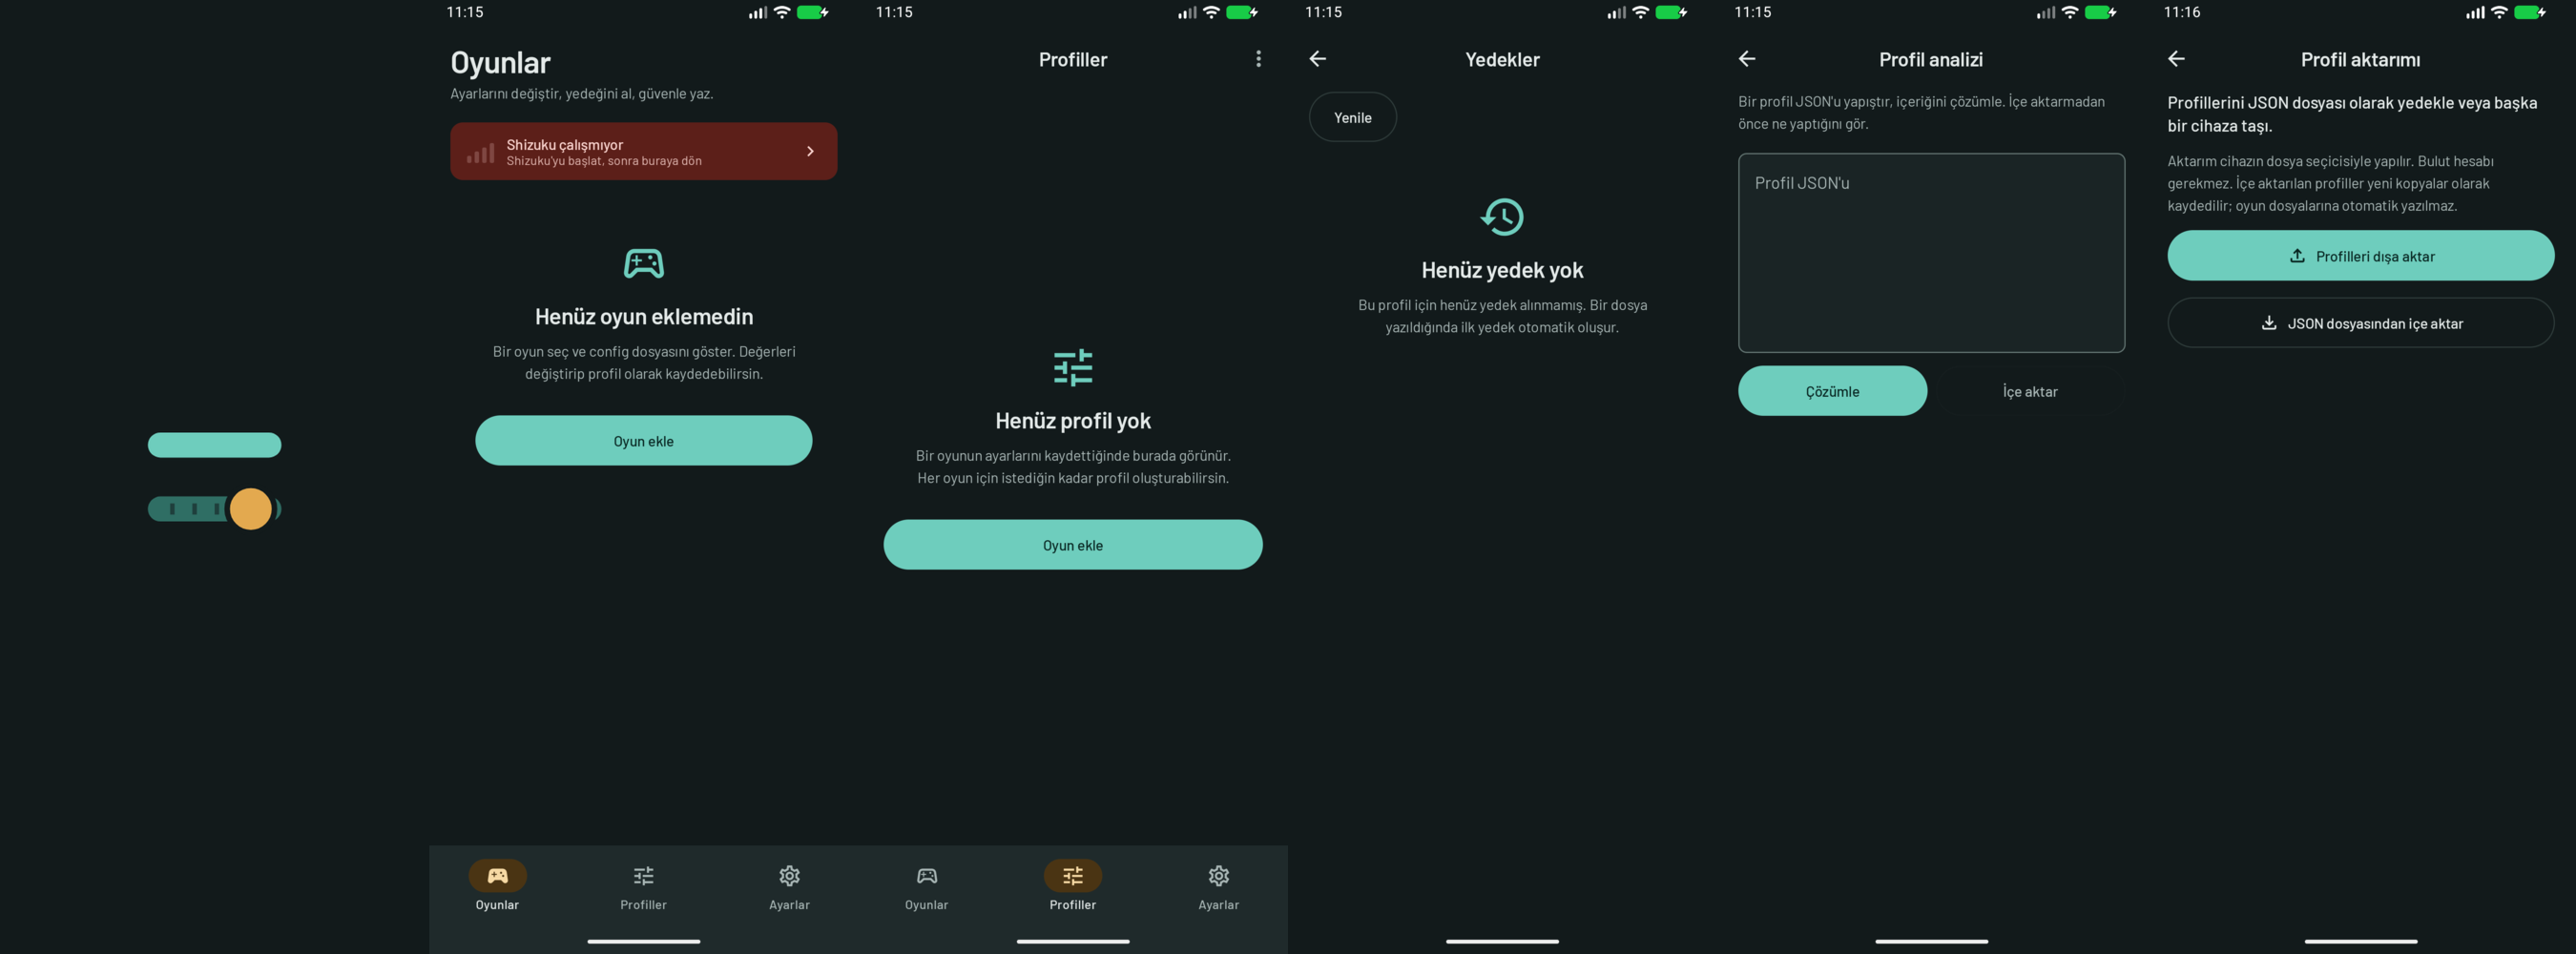 11:15
Oyunlar
Ayarlarını değiştir, yedeğini al, güvenle yaz.
Shizuku çalışmıyor
Shizuku'yu başlat, sonra buraya dön
Henüz oyun eklemedin
Bir oyun seç ve config dosyasını göster. Değerleri
değiştirip profil olarak kaydedebilirsin.
Oyun ekle
Oyunlar
Profiller
Ayarlar
11:15
Profiller
Henüz profil yok
Bir oyunun ayarlarını kaydettiğinde burada görünür.
Her oyun için istediğin kadar profil oluşturabilirsin.
Oyun ekle
Oyunlar
Profiller
Ayarlar
11:15
Yedekler
Yenile
Henüz yedek yok
Bu profil için henüz yedek alınmamış. Bir dosya
yazıldığında ilk yedek otomatik oluşur.
11:15
Profil analizi
Bir profil JSON'u yapıştır, içeriğini çözümle. İçe aktarmadan
önce ne yaptığını gör.
Profil JSON'u
Çözümle
İçe aktar
11:16
Profil aktarımı
Profillerini JSON dosyası olarak yedekle veya başka
bir cihaza taşı.
Aktarım cihazın dosya seçicisiyle yapılır. Bulut hesabı
gerekmez. İçe aktarılan profiller yeni kopyalar olarak
kaydedilir; oyun dosyalarına otomatik yazılmaz.
Profilleri dışa aktar
JSON dosyasından içe aktar